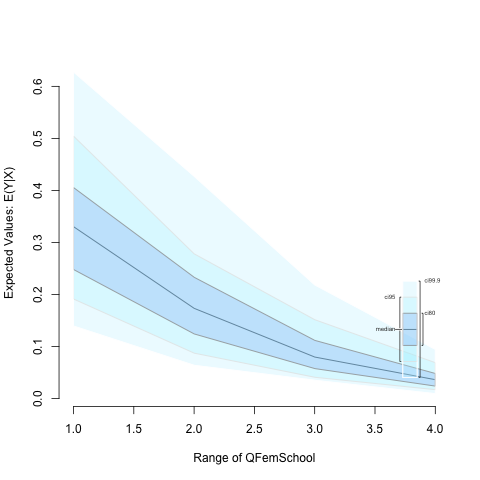 Expected Values: E(Y|X)
0.6
0.5
0.4
0.3
0.2
0.1
0.0
ci99.9
ci95
ci80
median
1.0 1.5 2.0 2.5 3.0 3.5 4.0
Range of QFemSchool